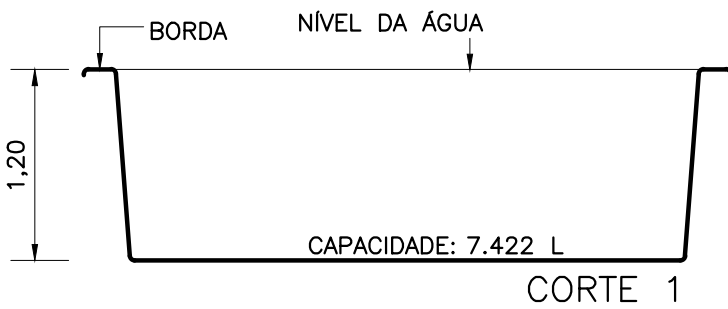 BORDA
NÍVEL DA ÁGUA
1,20
CAPACIDADE: 7.422 L
CORTE 1